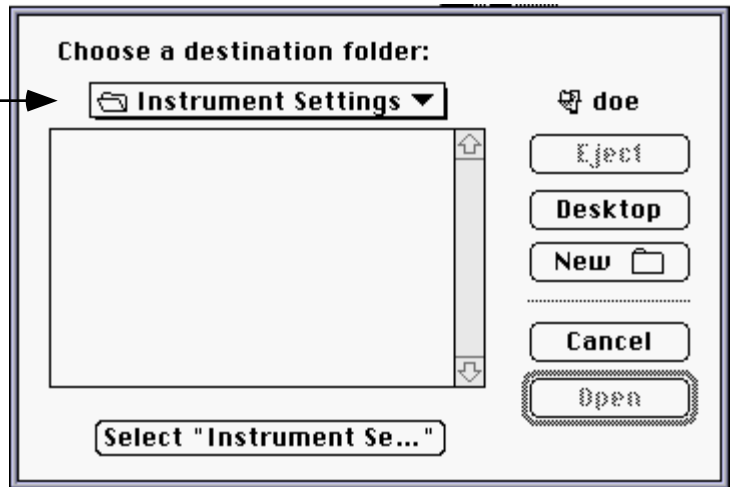 Choose a destination folder:
Instrument Settings
doe
Eject
Desktop
New
Cancel
Open
Select "Instrument Se..."